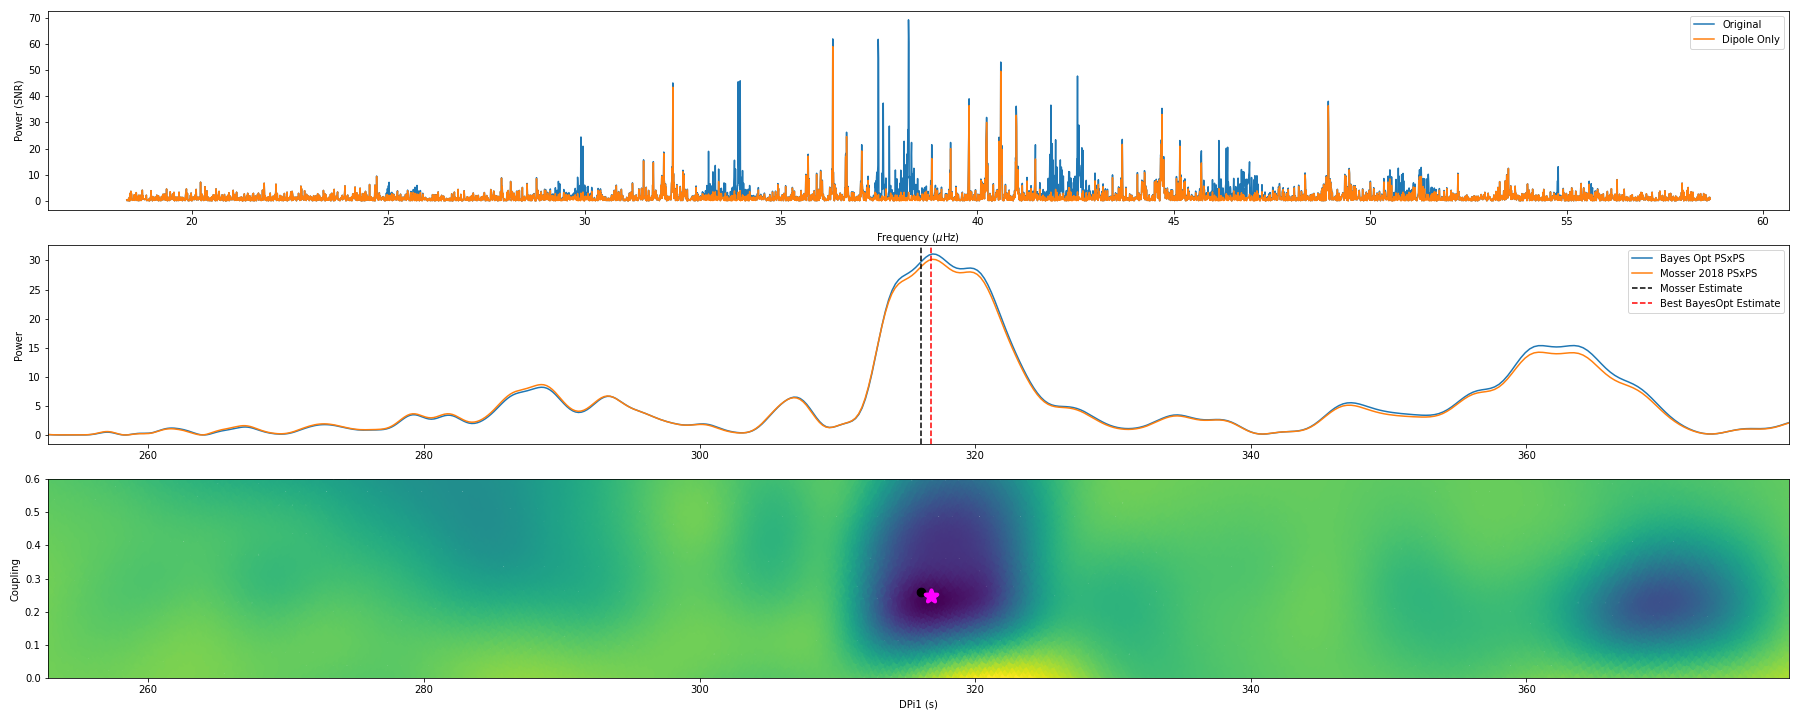 70
60
50
40
30
20
10
0
Power (SNR)
Original
Dipole Only
20 25 30 35 40 45 50 55 60
Frequency (μHz)
30
25
20
15
10
5
0
Power
Bayes Opt PSxPS
Mosser 2018 PSxPS
Mosser Estimate
Best BayesOpt Estimate
260 280 300 320 340 360
0.6
0.5
0.4
0.3
0.2
0.1
0.0
Coupling
260 280 300 320 340 360
DPi1 (s)